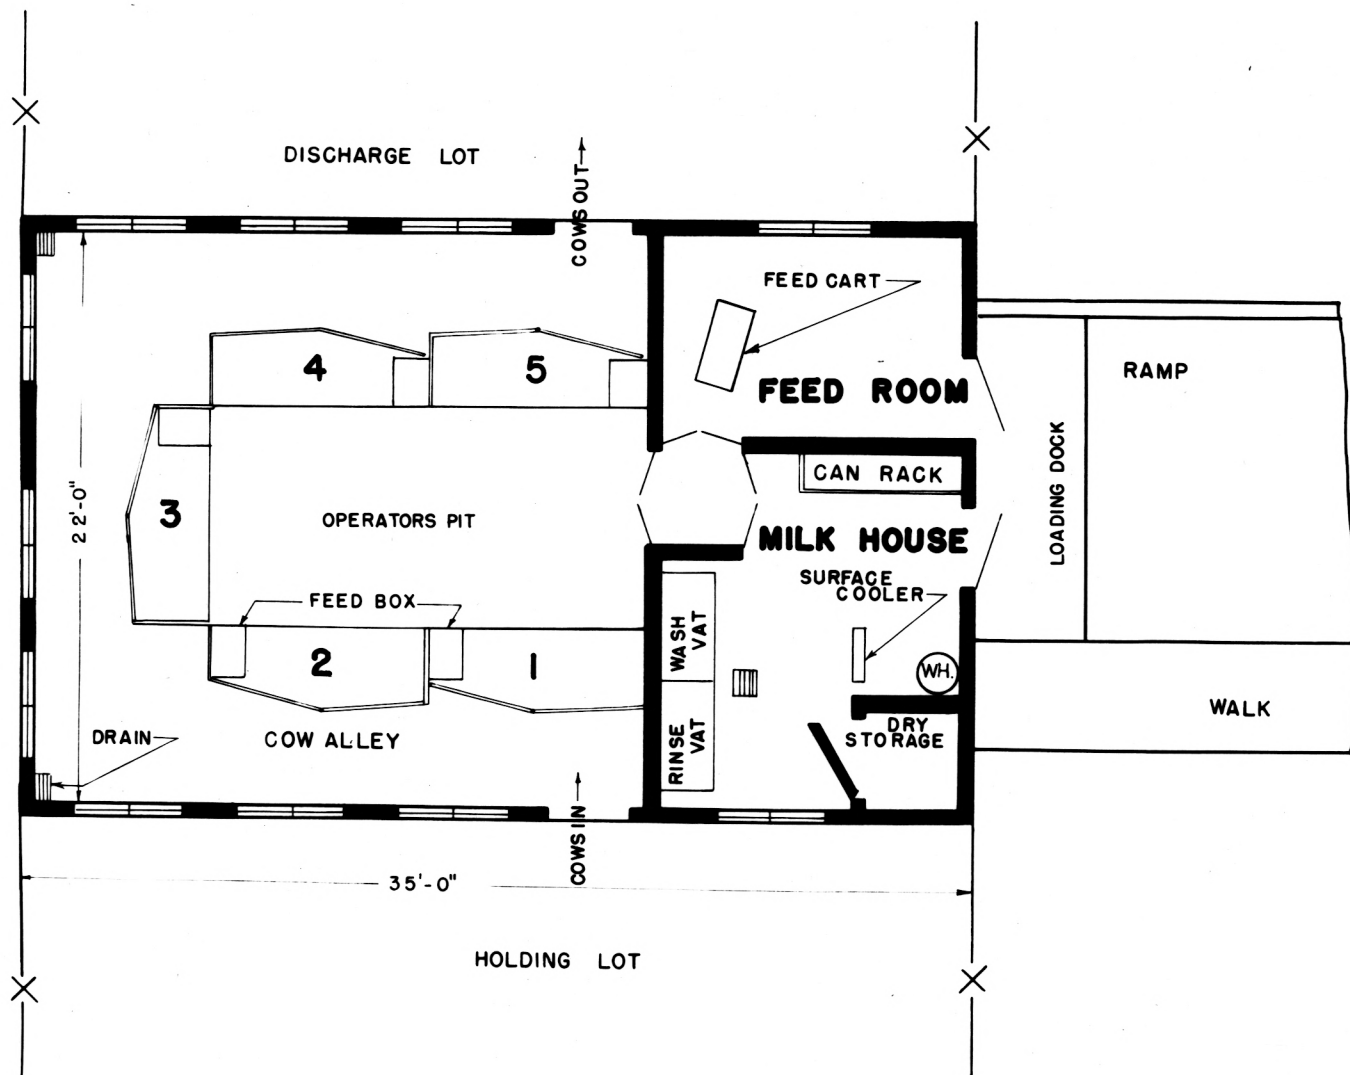 DISCHARGE LOT
COWS OUT
FEED CART
4
5
RAMP
FEED ROOM
CAN RACK
LOADING DOCK
3
22'-0"
OPERATORS PIT
MILK HOUSE
SURFACE
COOLER
FEED BOX
WASH
VAT
2
1
WH.
WALK
DRAIN
COW ALLEY
RINSE
VAT
DRY
STORAGE
COWS IN
35'-0"
HOLDING LOT